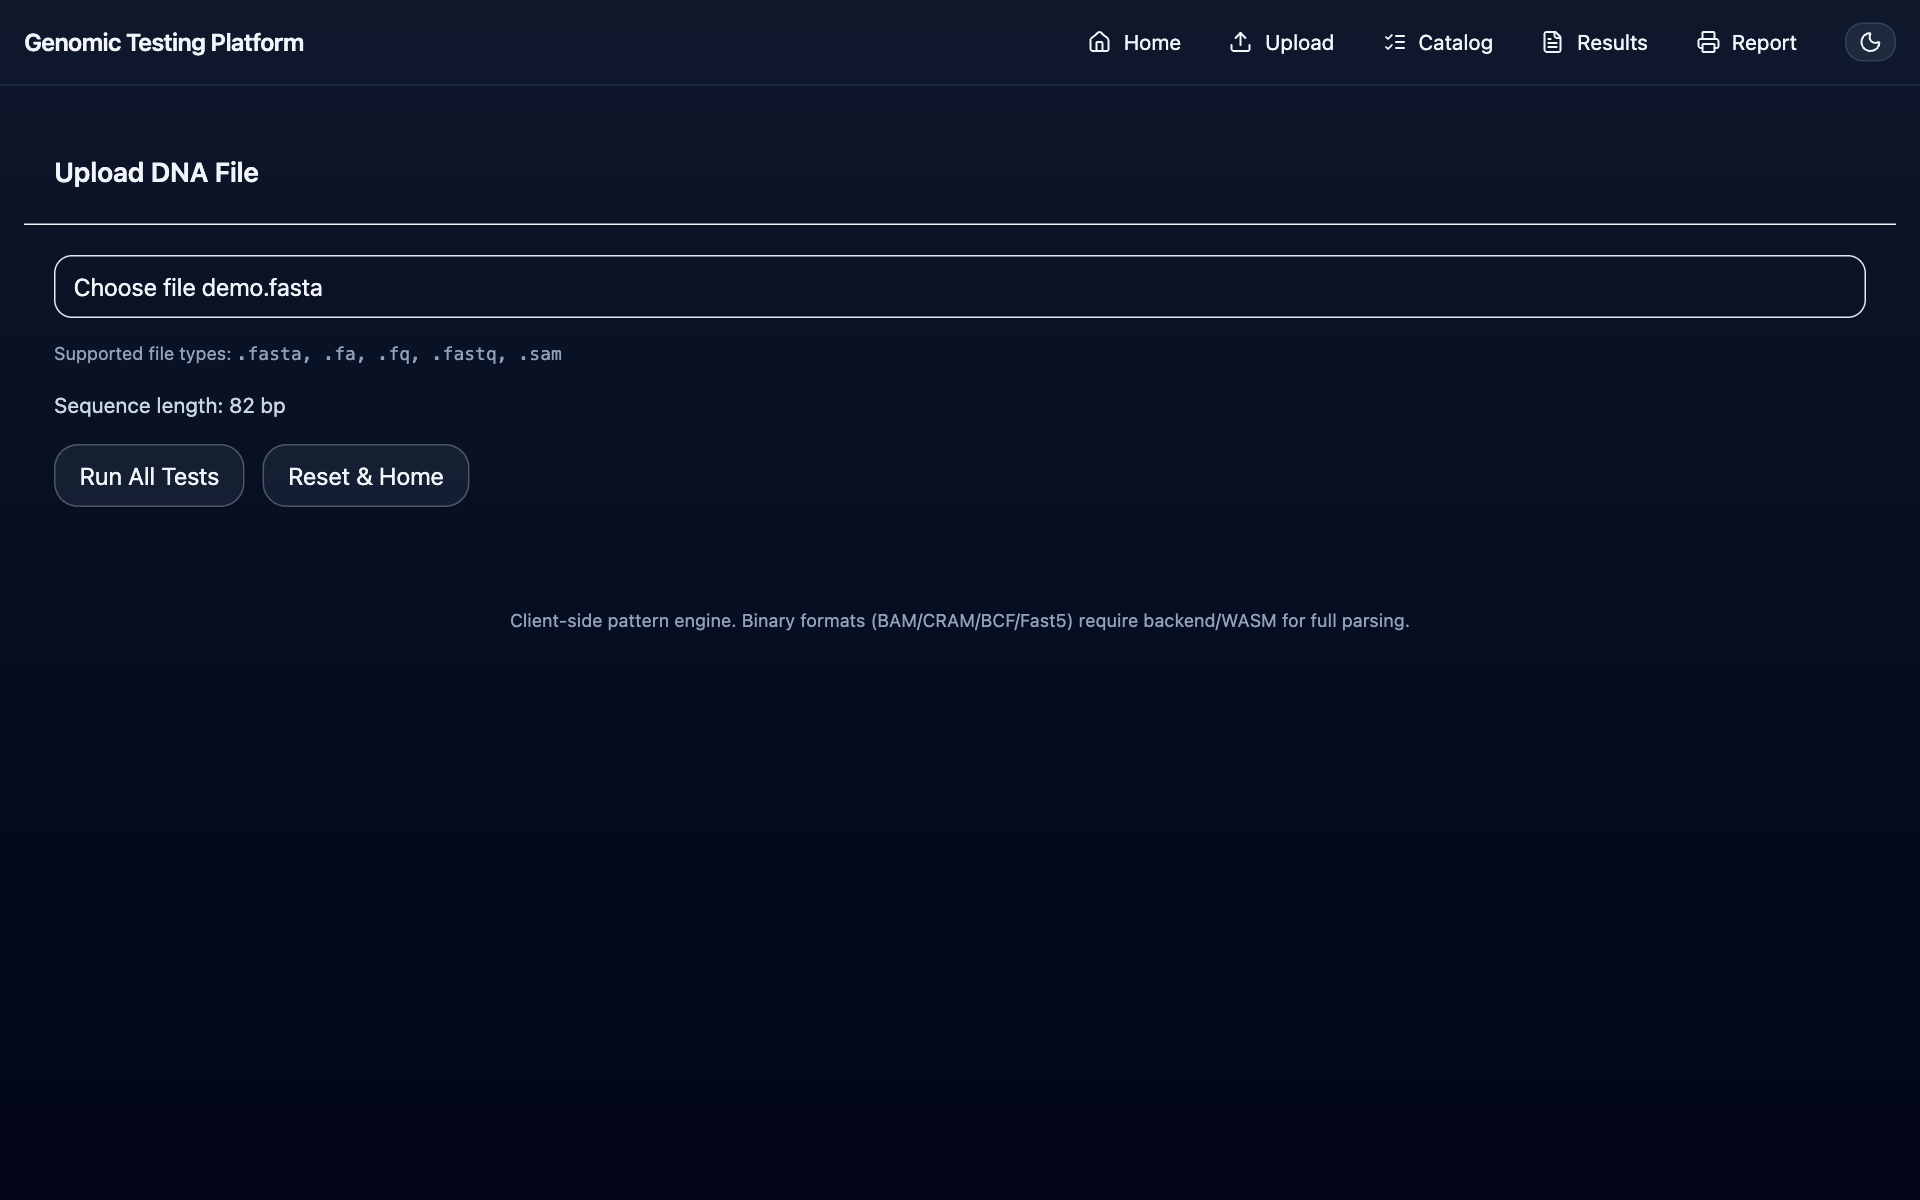 Genomic Testing Platform
Home
Upload
Catalog
Results
Report
Upload DNA File
Choose file demo.fasta
Supported file types: .fasta, .fa, .fq, .fastq, .sam
Sequence length: 82 bp
Run All Tests
Reset & Home
Client-side pattern engine. Binary formats (BAM/CRAM/BCF/Fast5) require backend/WASM for full parsing.